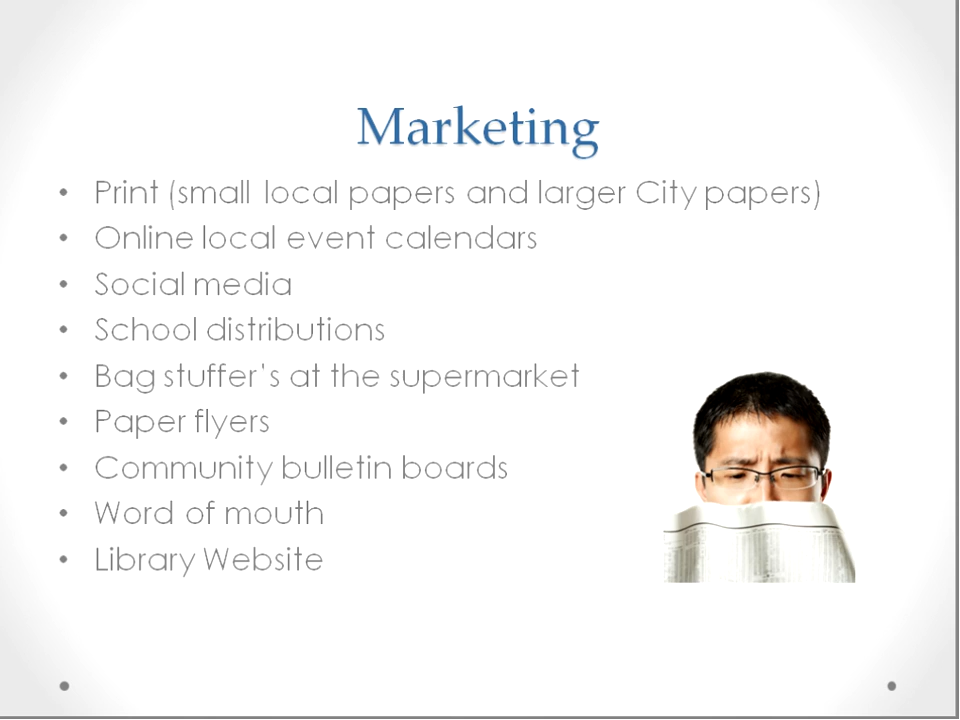 Marketing
• Print (small local papers and larger City papers)
• Online local event calendars
• Social media
• School distributions
• Bag stuffer's at the supermarket
• Paper flyers
• Community bulletin boards
• Word of mouth
• Library Website